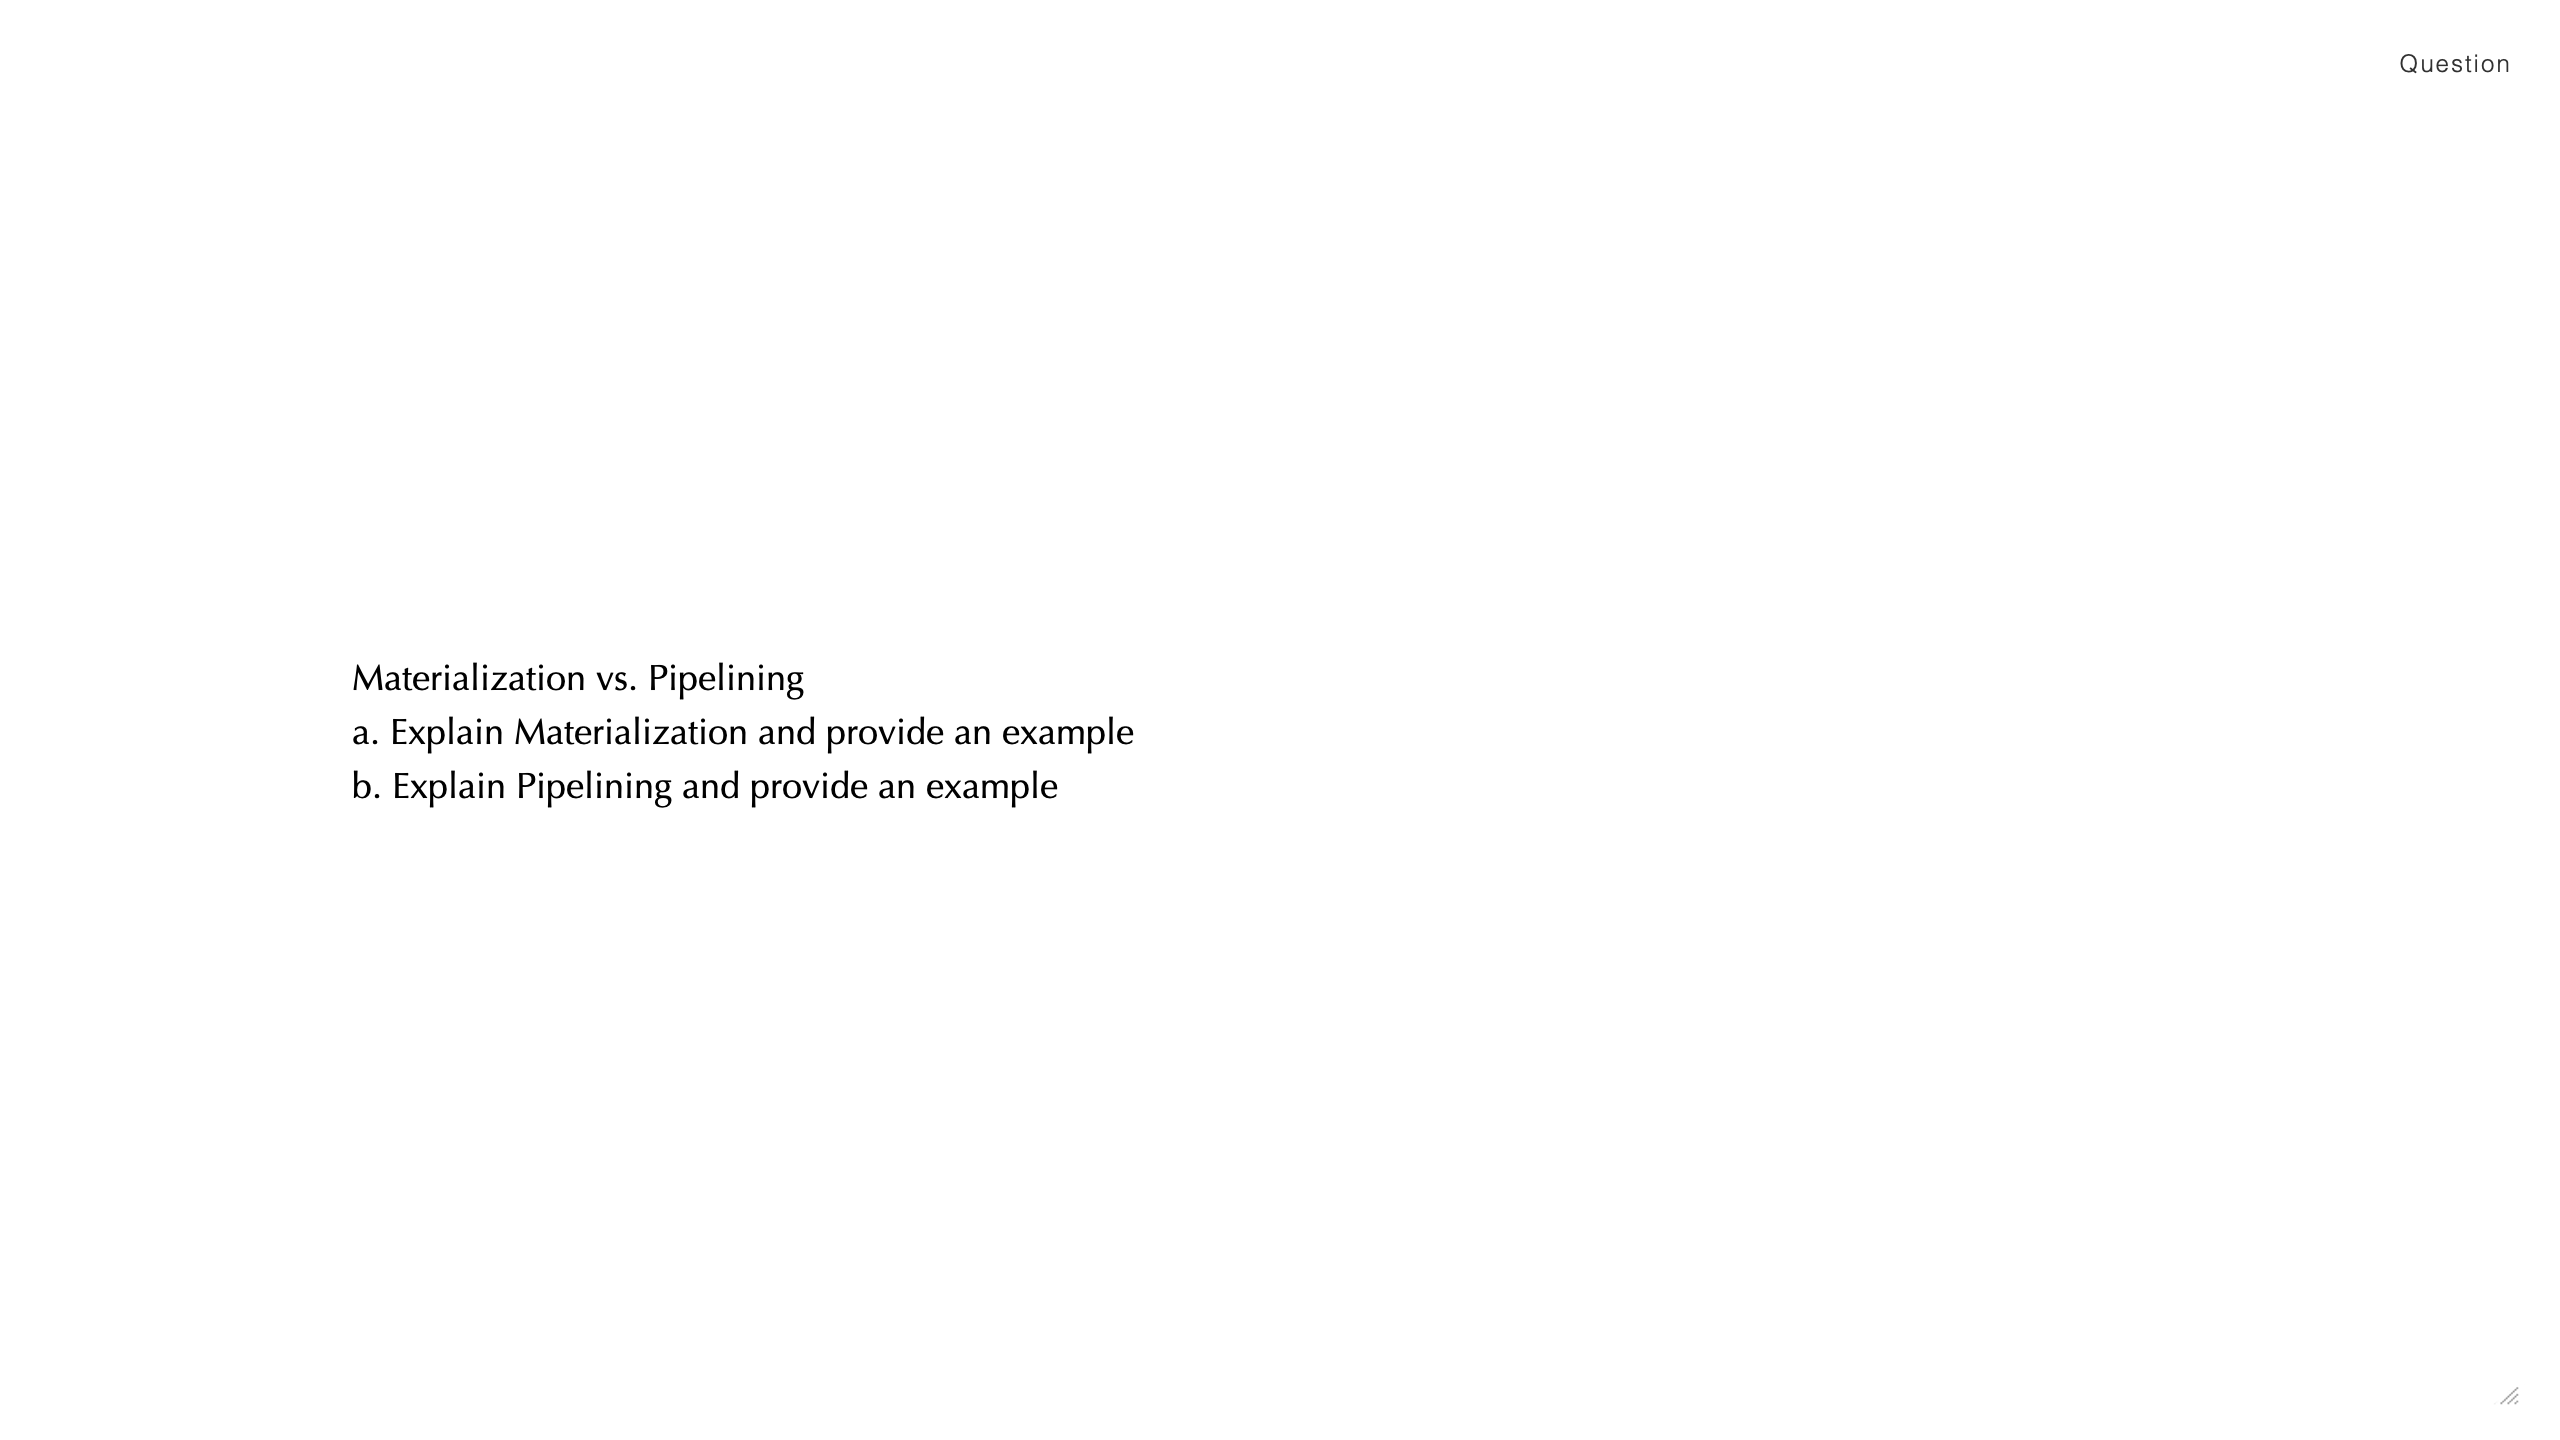 Question
Materialization vs. Pipelining
a. Explain Materialization and provide an example
b. Explain Pipelining and provide an example